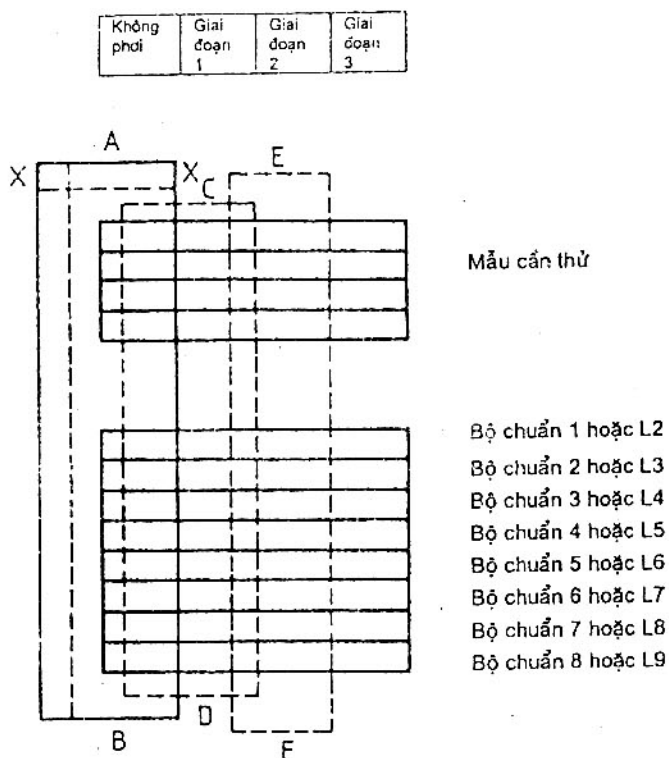 Không phơi
Giai đoạn 1
Giai đoạn 2
Giai đoạn 3
A
X
X
C
E
Mẫu cần thử
Bộ chuẩn 1 hoặc L2
Bộ chuẩn 2 hoặc L3
Bộ chuẩn 3 hoặc L4
Bộ chuẩn 4 hoặc L5
Bộ chuẩn 5 hoặc L6
Bộ chuẩn 6 hoặc L7
Bộ chuẩn 7 hoặc L8
Bộ chuẩn 8 hoặc L9
D
B
F